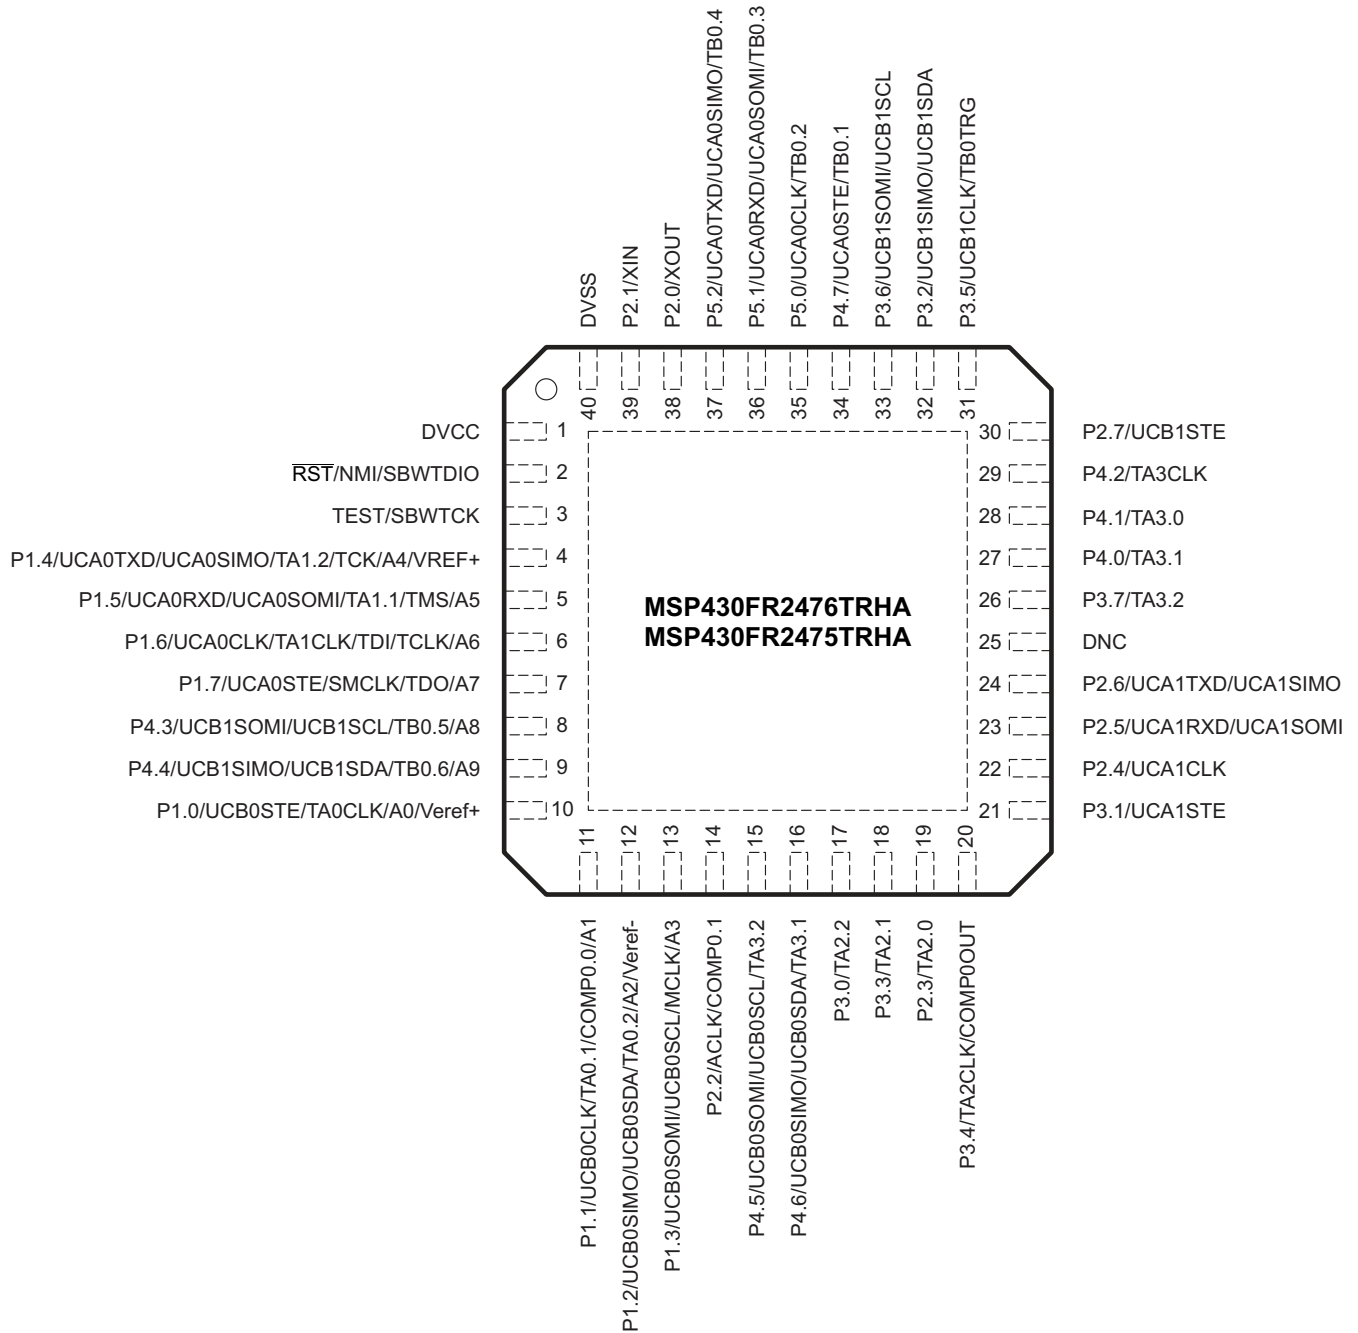 P5.2/UCA0TXD/UCA0SIMO/TB0.4
P5.1/UCA0RXD/UCA0SOMI/TB0.3
P5.0/UCA0CLK/TB0.2
P4.7/UCA0STE/TB0.1
P3.6/UCB1SOMI/UCB1SCL
P3.2/UCB1SIMO/UCB1SDA
P3.5/UCB1CLK/TB0TRG
DVSS
P2.1/XIN
P2.0/XOUT
40
39
38
37
36
35
34
33
32
31
DVCC
1
RST/NMI/SBWTDIO
2
TEST/SBWTCK
3
P1.4/UCA0TXD/UCA0SIMO/TA1.2/TCK/A4/VREF+
4
P1.5/UCA0RXD/UCA0SOMI/TA1.1/TMS/A5
5
P1.6/UCA0CLK/TA1CLK/TDI/TCLK/A6
6
P1.7/UCA0STE/SMCLK/TDO/A7
7
P4.3/UCB1SOMI/UCB1SCL/TB0.5/A8
8
P4.4/UCB1SIMO/UCB1SDA/TB0.6/A9
9
P1.0/UCB0STE/TA0CLK/A0/Veref+
10
MSP430FR2476TRHA
MSP430FR2475TRHA
30
P2.7/UCB1STE
29
P4.2/TA3CLK
28
P4.1/TA3.0
27
P4.0/TA3.1
26
P3.7/TA3.2
25
DNC
24
P2.6/UCA1TXD/UCA1SIMO
23
P2.5/UCA1RXD/UCA1SOMI
22
P2.4/UCA1CLK
21
P3.1/UCA1STE
11
12
13
14
15
16
17
18
19
20
P1.1/UCB0CLK/TA0.1/COMP0.0/A1
P1.2/UCB0SIMO/UCB0SDA/TA0.2/A2/Veref-
P1.3/UCB0SOMI/UCB0SCL/MCLK/A3
P2.2/ACLK/COMP0.1
P4.5/UCB0SOMI/UCB0SCL/TA3.2
P4.6/UCB0SIMO/UCB0SDA/TA3.1
P3.0/TA2.2
P3.3/TA2.1
P2.3/TA2.0
P3.4/TA2CLK/COMP0OUT